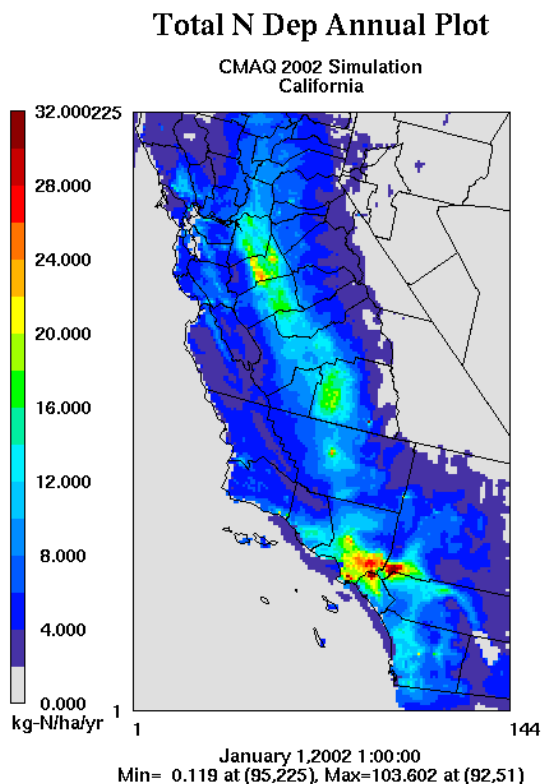 Total N Dep Annual Plot
CMAQ 2002 Simulation
California
32.000
28.000
24.000
20.000
16.000
12.000
8.000
4.000
0.000
kg-N/ha/yr
225
1
1
144
January 1,2002 1:00:00
Min= 0.119 at (95,225), Max=103.602 at (92,51)